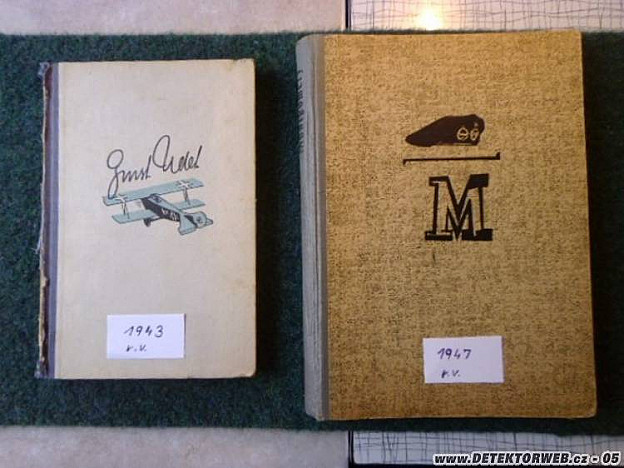 Ernst Udet
M
1943
r.v.
1947
r.v.
www.DETEKTORWEB.cz - 05